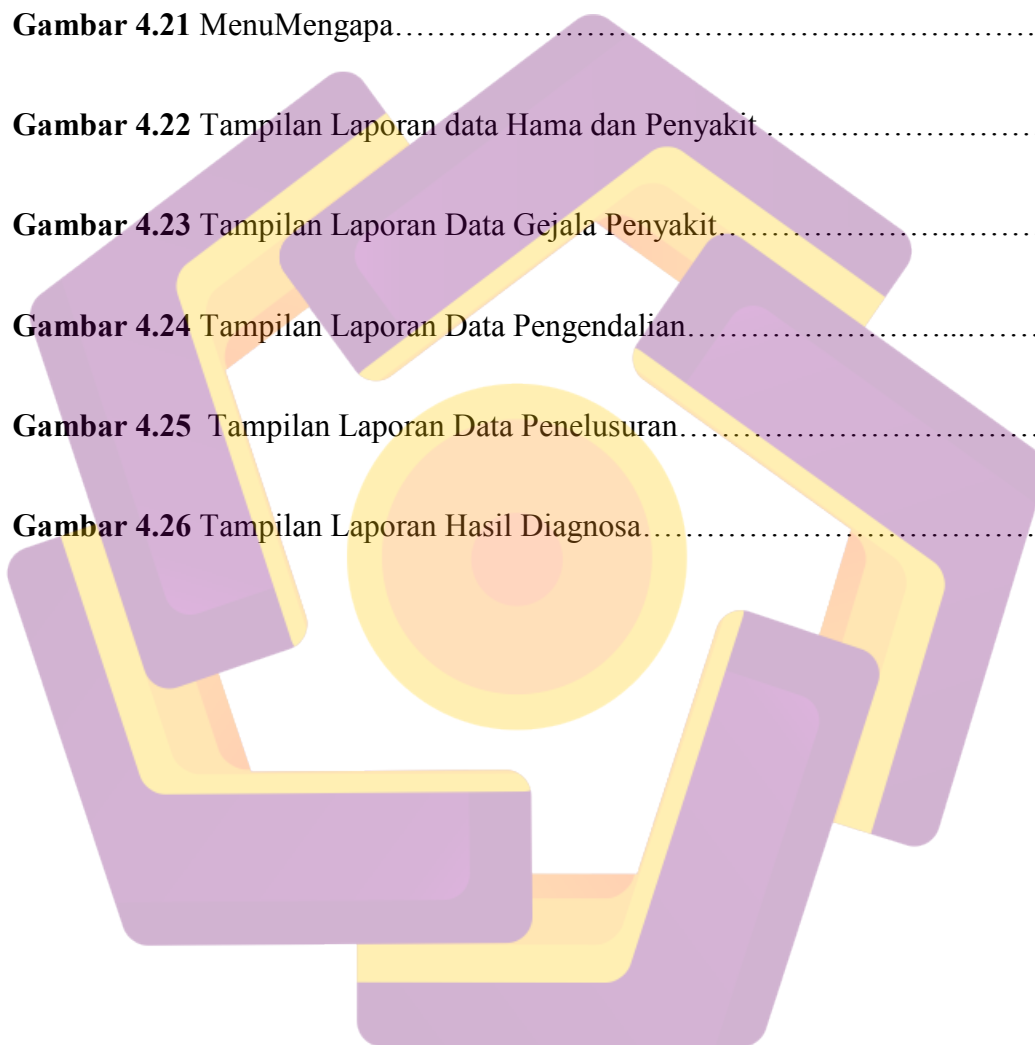 Gambar 4.21 MenuMengapa……………………………………...……………….
Gambar 4.22 Tampilan Laporan data Hama dan Penyakit …………………….
Gambar 4.23 Tampilan Laporan Data Gejala Penyakit…………………..……
Gambar 4.24 Tampilan Laporan Data Pengendalian……………………..…….
Gambar 4.25 Tampilan Laporan Data Penelusuran…………………………….
Gambar 4.26 Tampilan Laporan Hasil Diagnosa……………………………….